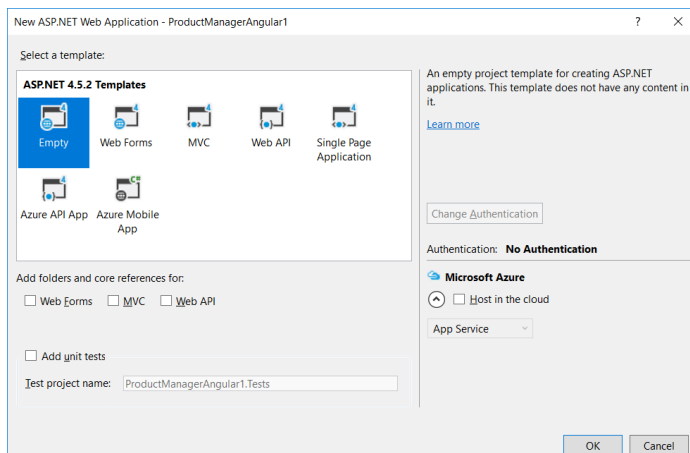 New ASP.NET Web Application - ProductManagerAngular1
? X
Select a template:
ASP.NET 4.5.2 Templates
Empty
Web Forms
MVC
Web API
Single Page
Application
Azure API App
Azure Mobile
App
An empty project template for creating ASP.NET
applications. This template does not have any content in
it.
Learn more
Change Authentication
Authentication: No Authentication
Microsoft Azure
Host in the cloud
App Service
Add folders and core references for:
Web Forms MVC Web API
Add unit tests
Test project name: ProductManagerAngular1.Tests
OK Cancel